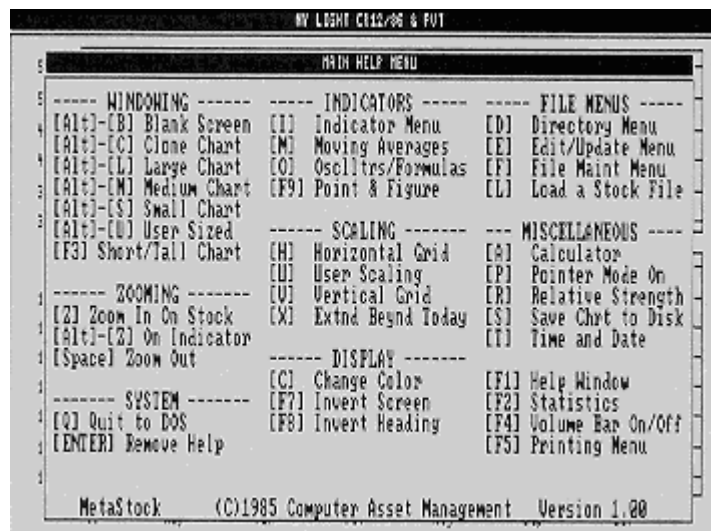 NY LIGHT C812/86 & PVT
MAIN HELP MENU
----- WINDOWING ------
[Alt]-[B] Blank Screen
[Alt]-[C] Clone Chart
[Alt]-[L] Large Chart
[Alt]-[M] Medium Chart
[Alt]-[S] Small Chart
[Alt]-[U] User Sized
[F3] Short/Tall Chart
------ ZOOMING ------
[Z] Zoom In On Stock
[Alt]-[Z] On Indicator
[Space] Zoom Out
------- SYSTEM -------
[Q] Quit to DOS
[ENTER] Remove Help
----- INDICATORS -----
[I] Indicator Menu
[M] Moving Averages
[O] Osclltrs/Formulas
[F9] Point & Figure
------ SCALING -------
[H] Horizontal Grid
[U] User Scaling
[V] Vertical Grid
[X] Extnd Beynd Today
------ DISPLAY -------
[C] Change Color
[F7] Invert Screen
[F8] Invert Heading
----- FILE MENUS -----
[D] Directory Menu
[E] Edit/Update Menu
[F] File Maint Menu
[L] Load a Stock File
--- MISCELLANEOUS ----
[A] Calculator
[P] Pointer Mode On
[R] Relative Strength
[S] Save Chrt to Disk
[T] Time and Date
[F1] Help Window
[F2] Statistics
[F4] Volume Bar On/Off
[F5] Printing Menu
MetaStock (C)1985 Computer Asset Management Version 1.00